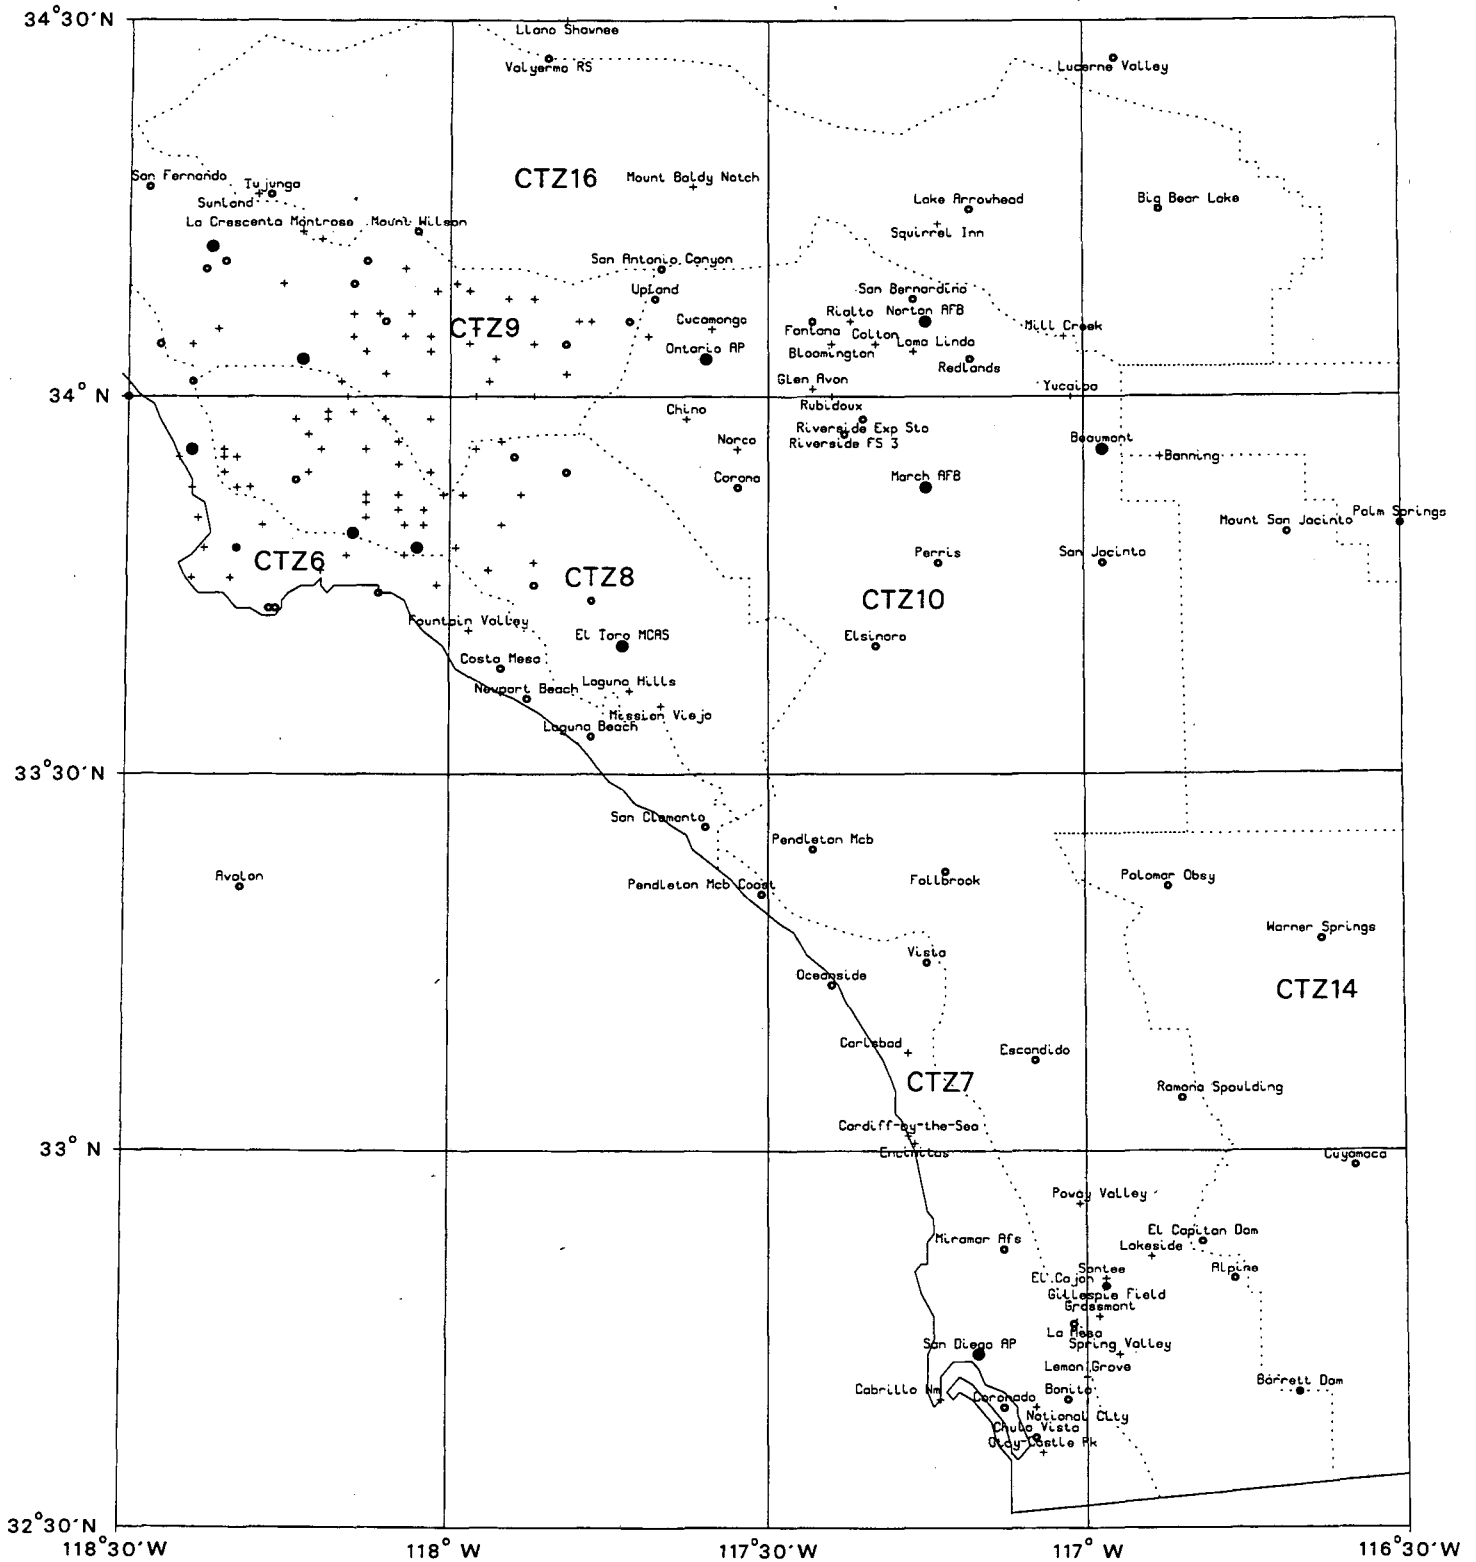 34°30'N
Llano Shawnee
Valyermo RS
Lucerne Valley
San Fernando
Tujunga
CTZ16
Mount Baldy Notch
Sunland
Lake Arrowhead
Big Bear Lake
La Crescenta Montrose
Mount Wilson
Squirrel Inn
San Antonio Canyon
Upland
San Bernardino
CTZ9
Cucamonga
Rialto
Norton AFB
Fontana
Colton
Mill Creek
Ontario AP
Bloomington
Loma Linda
Redlands
Glen Avon
Yucaipa
34° N
Chino
Rubidoux
Riverside Exp Sta
Riverside FS 3
Norco
Beaumont
Banning
Corona
March AFB
Mount San Jacinto
Palm Springs
CTZ6
CTZ8
Perris
San Jacinto
CTZ10
Fountain Valley
El Toro MCAS
Elsinore
Costa Mesa
Newport Beach
Laguna Hills
Mission Viejo
Laguna Beach
33°30'N
San Clemente
Pendleton Mcb
Avalon
Pendleton Mcb Coast
Fallbrook
Palomar Obsy
Warner Springs
Vista
Oceanside
CTZ14
Carlsbad
Escondido
CTZ7
Ramona Spaulding
Cardiff-by-the-Sea
33° N
Encinitas
Cuyamaca
Poway Valley
Miramar Afs
El Capitan Dam
Lakeside
Santee
El Cajon
Alpine
Gillespie Field
Grossmont
La Mesa
San Diego AP
Spring Valley
Lemon Grove
Cabrillo Nm
Coronado
Bonita
Barrett Dam
National City
Chula Vista
Otay-Castle Pk
32°30'N
118°30'W
118° W
117°30'W
117° W
116°30'W